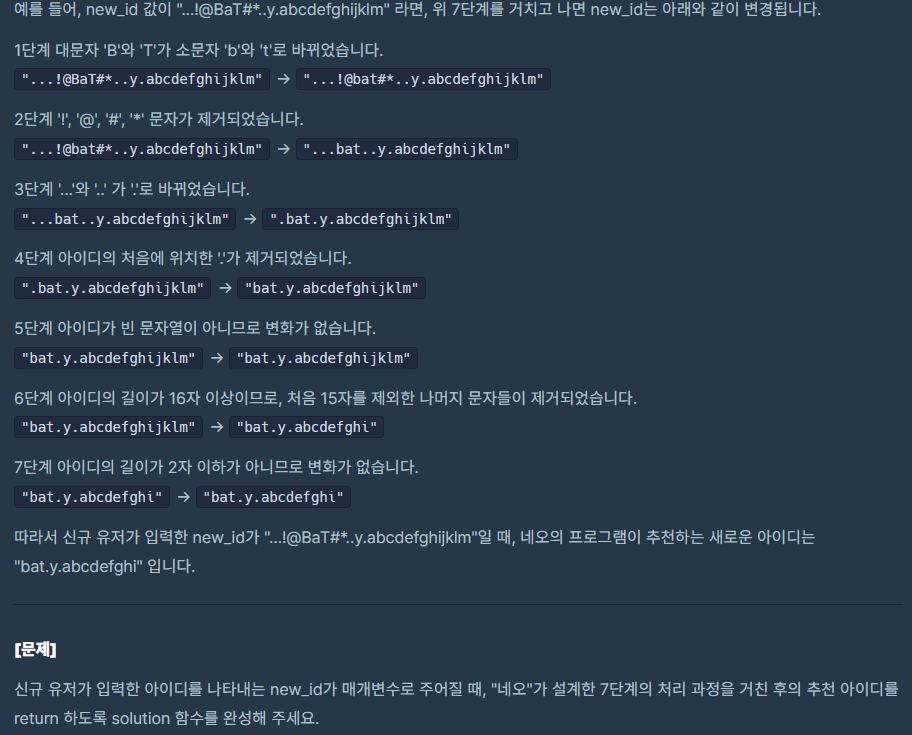 예를 들어, new_id 값이 "...!@BaT#*..y.abcdefghijklm" 라면, 위 7단계를 거치고 나면 new_id는 아래와 같이 변경됩니다.
1단계 대문자 'B'와 'T'가 소문자 'b'와 't'로 바뀌었습니다.
"...!@BaT#*..y.abcdefghijklm" → "...!@bat#*..y.abcdefghijklm"
2단계 '!', '@', '#', '*' 문자가 제거되었습니다.
"...!@bat#*..y.abcdefghijklm" → "...bat..y.abcdefghijklm"
3단계 '...'와 '..' 가 '.'로 바뀌었습니다.
"...bat..y.abcdefghijklm" → ".bat.y.abcdefghijklm"
4단계 아이디의 처음에 위치한 '.'가 제거되었습니다.
".bat.y.abcdefghijklm" → "bat.y.abcdefghijklm"
5단계 아이디가 빈 문자열이 아니므로 변화가 없습니다.
"bat.y.abcdefghijklm" → "bat.y.abcdefghijklm"
6단계 아이디의 길이가 16자 이상이므로, 처음 15자를 제외한 나머지 문자들이 제거되었습니다.
"bat.y.abcdefghijklm" → "bat.y.abcdefghi"
7단계 아이디의 길이가 2자 이하가 아니므로 변화가 없습니다.
"bat.y.abcdefghi" → "bat.y.abcdefghi"
따라서 신규 유저가 입력한 new_id가 "...!@BaT#*..y.abcdefghijklm"일 때, 네오의 프로그램이 추천하는 새로운 아이디는
"bat.y.abcdefghi" 입니다.
[문제]
신규 유저가 입력한 아이디를 나타내는 new_id가 매개변수로 주어질 때, "네오"가 설계한 7단계의 처리 과정을 거친 후의 추천 아이디를
return 하도록 solution 함수를 완성해 주세요.